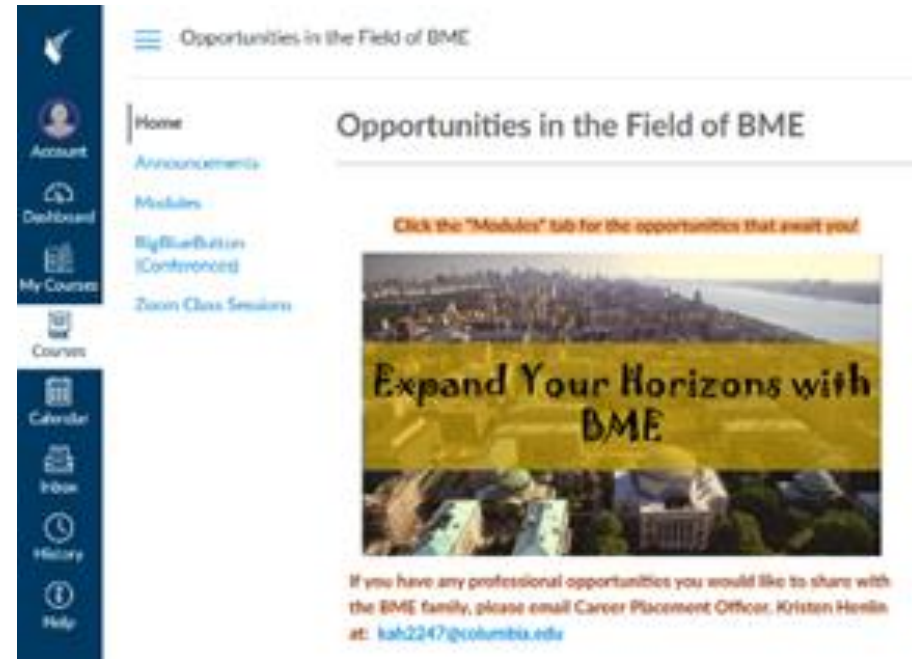 Opportunities in the Field of BME
Account
Dashboard
My Courses
Courses
Calendar
Inbox
History
Help
Home
Announcements
Modules
BigBlueButton
(Conferences)
Zoom Class Sessions
Opportunities in the Field of BME
Click the "Modules" tab for the opportunities that await you!
Expand Your Horizons with
BME
If you have any professional opportunities you would like to share with
the BME family, please email Career Placement Officer, Kristen Henlin
at: kah2247@columbia.edu